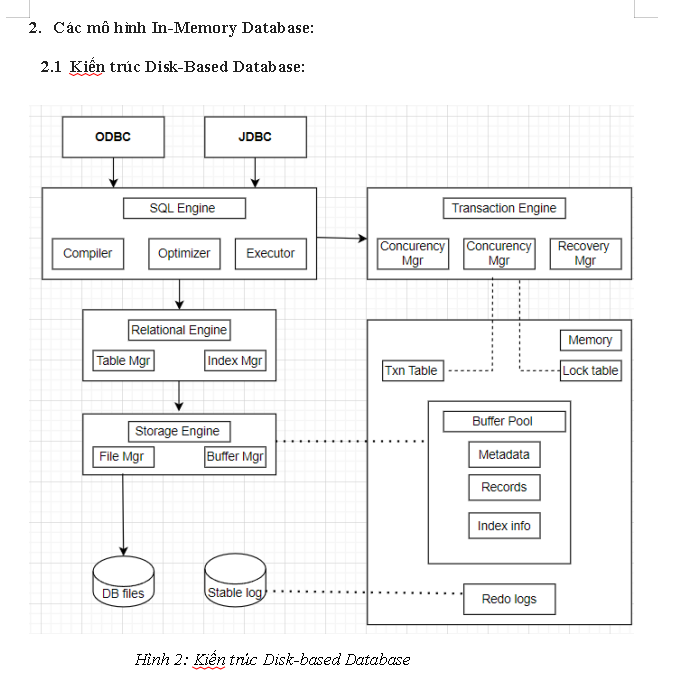 2. Các mô hình In-Memory Database:
2.1 Kiến trúc Disk-Based Database:
ODBC
JDBC
SQL Engine
Compiler
Optimizer
Executor
Transaction Engine
Concurency
Mgr
Concurency
Mgr
Recovery
Mgr
Relational Engine
Table Mgr
Index Mgr
Memory
Txn Table
Lock table
Storage Engine
File Mgr
Buffer Mgr
Buffer Pool
Metadata
Records
Index info
DB files
Stable log
Redo logs
Hình 2: Kiến trúc Disk-based Database